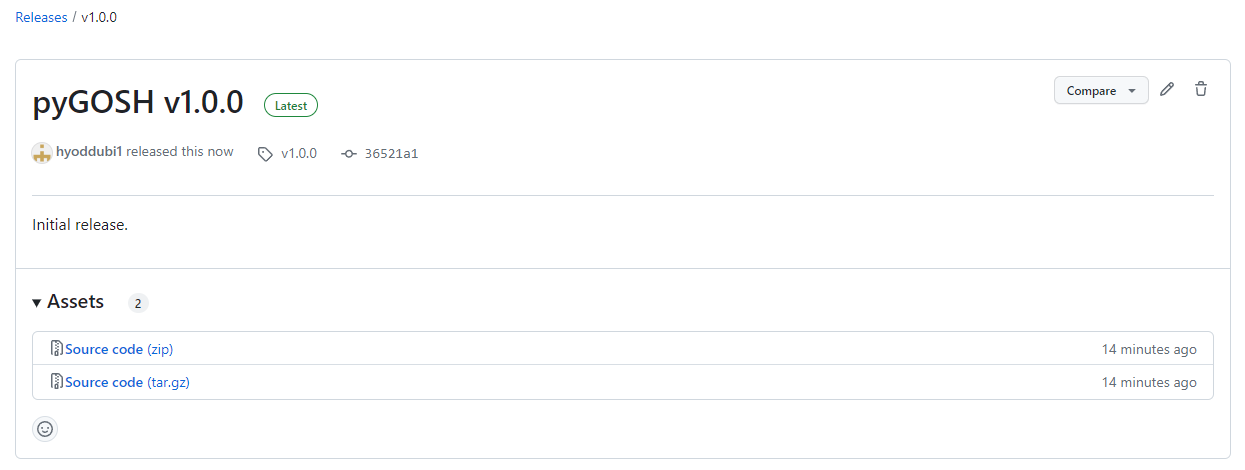 Releases / v1.0.0
pyGOSH v1.0.0 Latest Compare
hyoddubi1 released this now v1.0.0 36521a1
Initial release.
Assets 2
Source code (zip) 14 minutes ago
Source code (tar.gz) 14 minutes ago